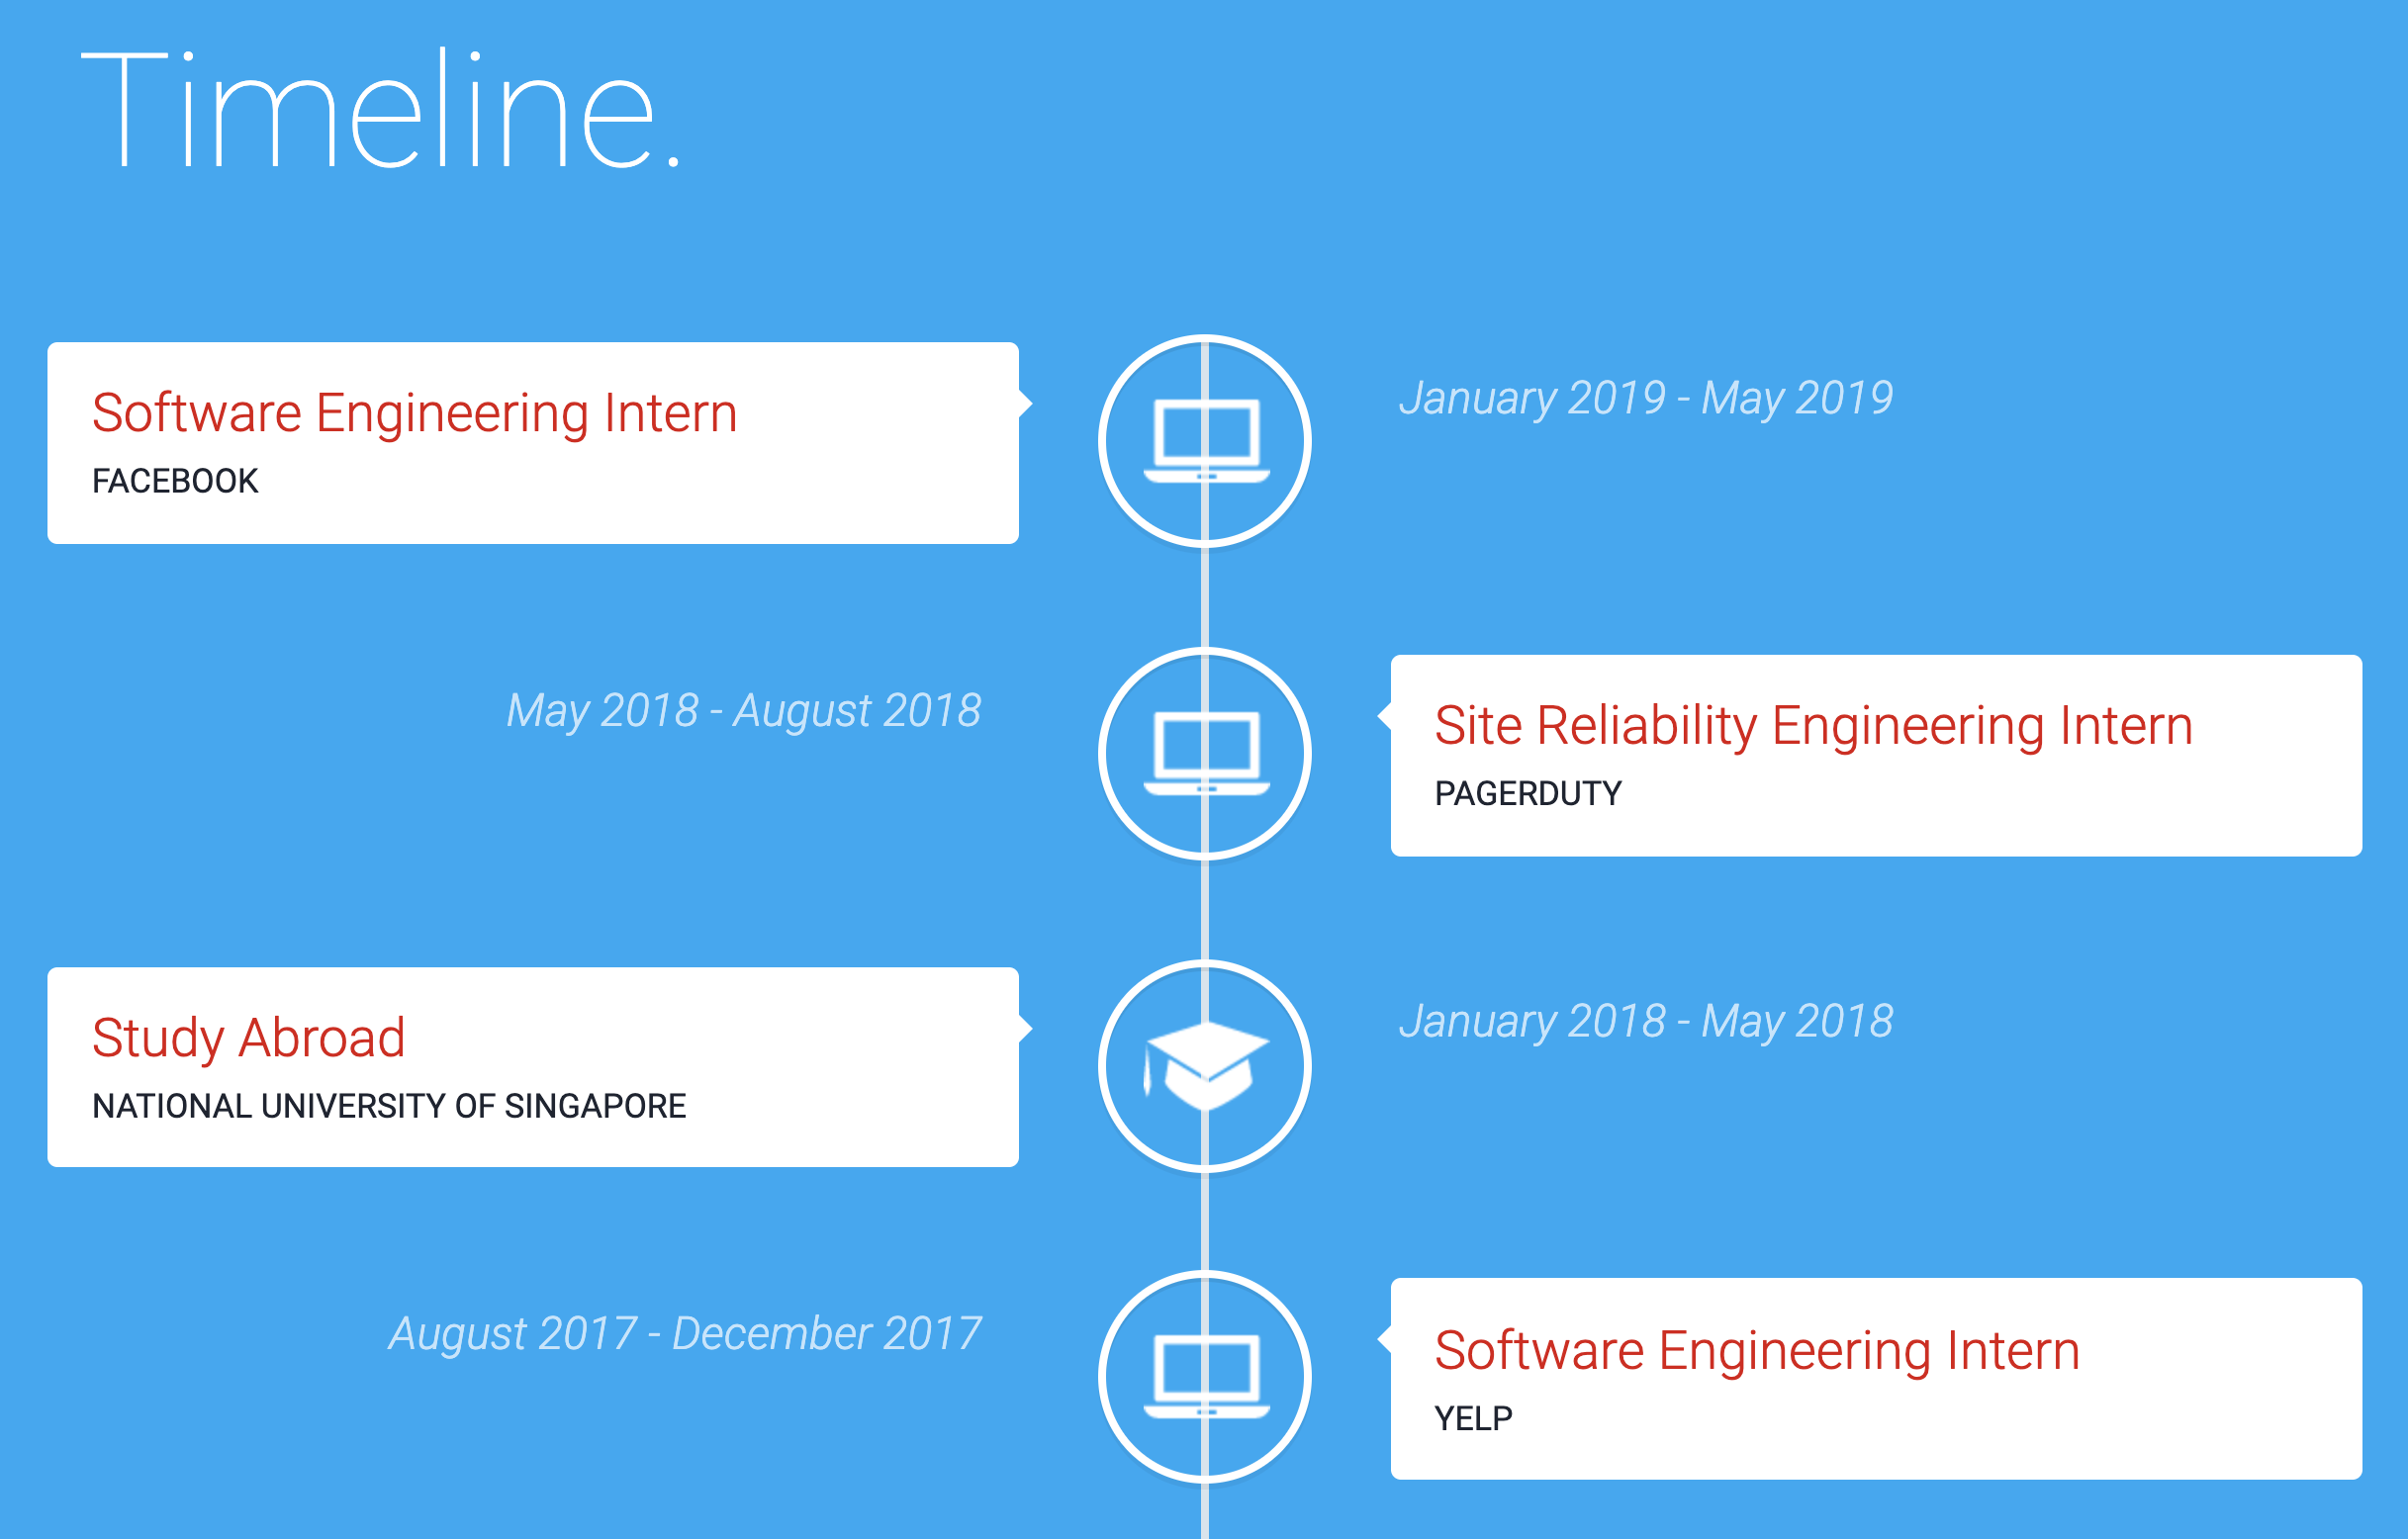 Timeline.
Software Engineering Intern
FACEBOOK
January 2019 - May 2019
May 2018 - August 2018
Site Reliability Engineering Intern
PAGERDUTY
Study Abroad
NATIONAL UNIVERSITY OF SINGAPORE
January 2018 - May 2018
August 2017 - December 2017
Software Engineering Intern
YELP